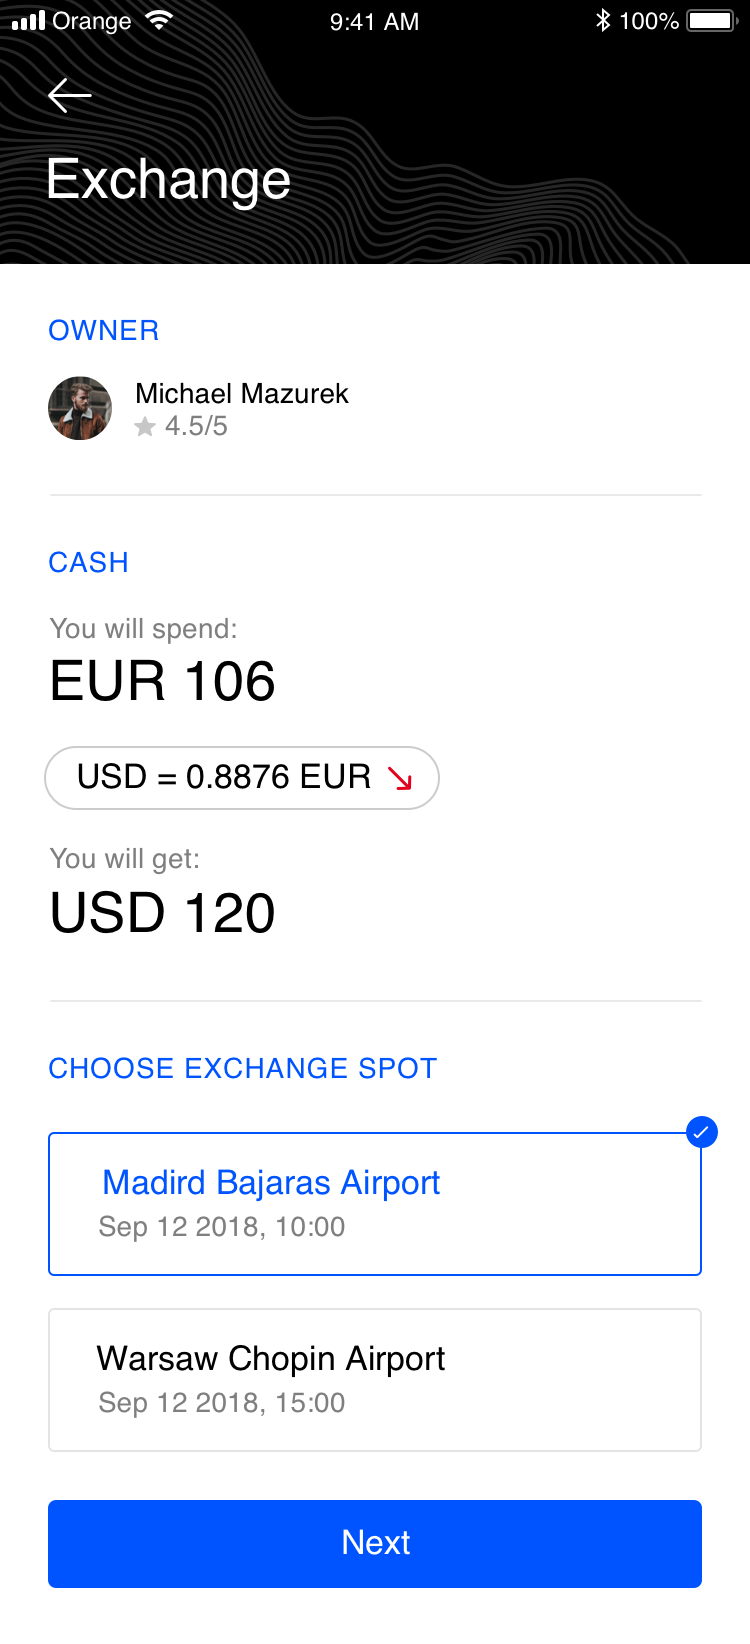 Orange 9:41 AM 100%
Exchange
OWNER
Michael Mazurek
4.5/5
CASH
You will spend:
EUR 106
USD = 0.8876 EUR
You will get:
USD 120
CHOOSE EXCHANGE SPOT
Madird Bajaras Airport
Sep 12 2018, 10:00
Warsaw Chopin Airport
Sep 12 2018, 15:00
Next